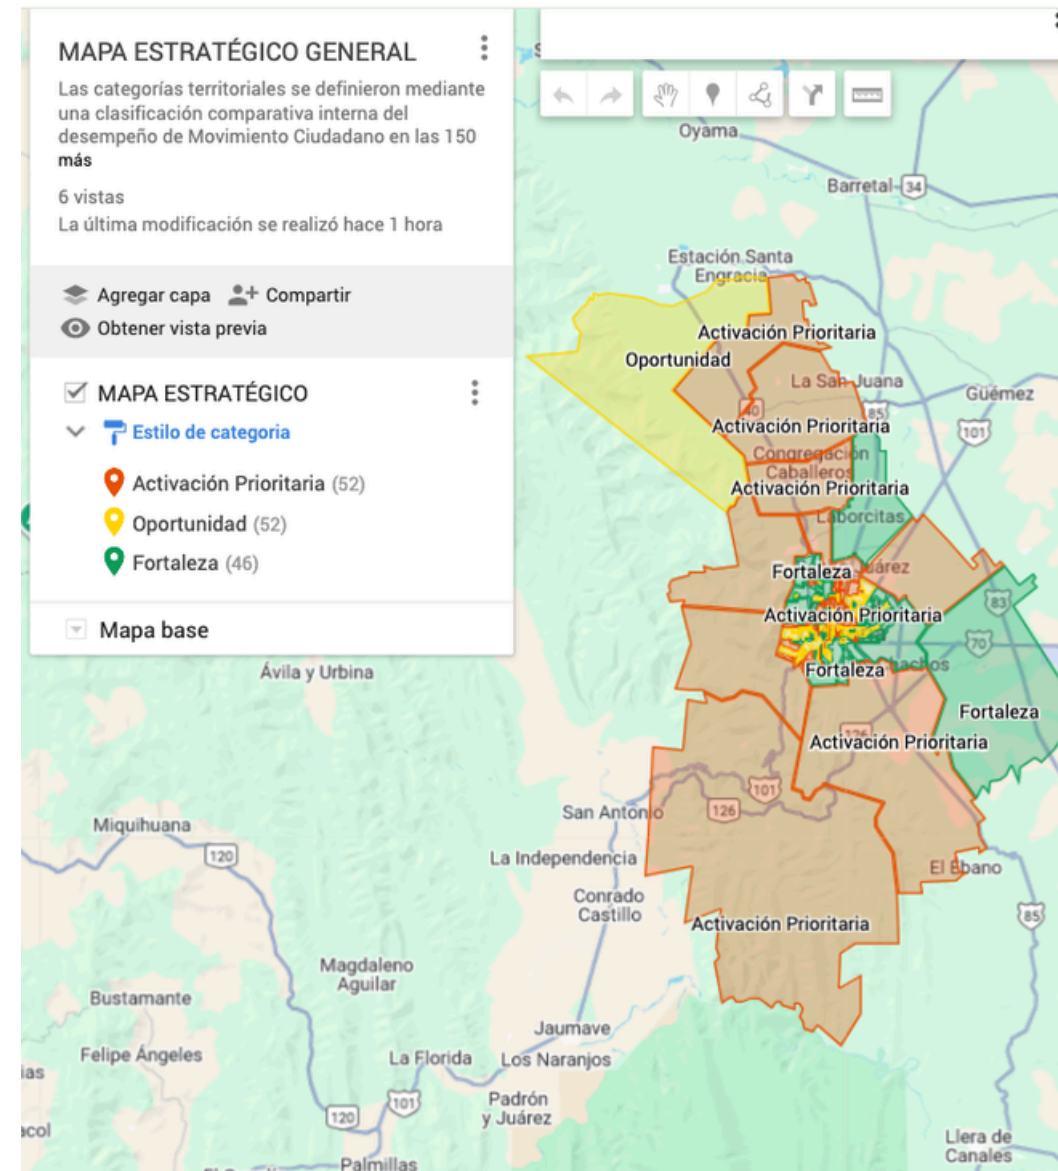 MAPA ESTRATÉGICO GENERAL
Las categorías territoriales se definieron mediante
una clasificación comparativa interna del
desempeño de Movimiento Ciudadano en las 150
más
6 vistas
La última modificación se realizó hace 1 hora
Agregar capa
Compartir
Obtener vista previa
MAPA ESTRATÉGICO
Estilo de categoria
Activación Prioritaria (52)
Oportunidad (52)
Fortaleza (46)
Mapa base
Oyama
Barretal
34
Estación Santa
Engracia
Activación Prioritaria
Oportunidad
La San Juana
Güémez
40
85
101
Activación Prioritaria
Congregación
Caballeros
Activación Prioritaria
Laborcitas
Fortaleza
uárez
83
Activación Prioritaria
70
Fortaleza
achos
Ávila y Urbina
Fortaleza
126
Activación Prioritaria
101
San Antonio
126
Miquihuana
120
La Independencia
El Ébano
Conrado
Castillo
85
Activación Prioritaria
Magdaleno
Aguilar
Bustamante
Jaumave
Felipe Ángeles
La Florida
Los Naranjos
ias
101
Padrón
y Juárez
120
acol
Llera de
Canales
Palmillas